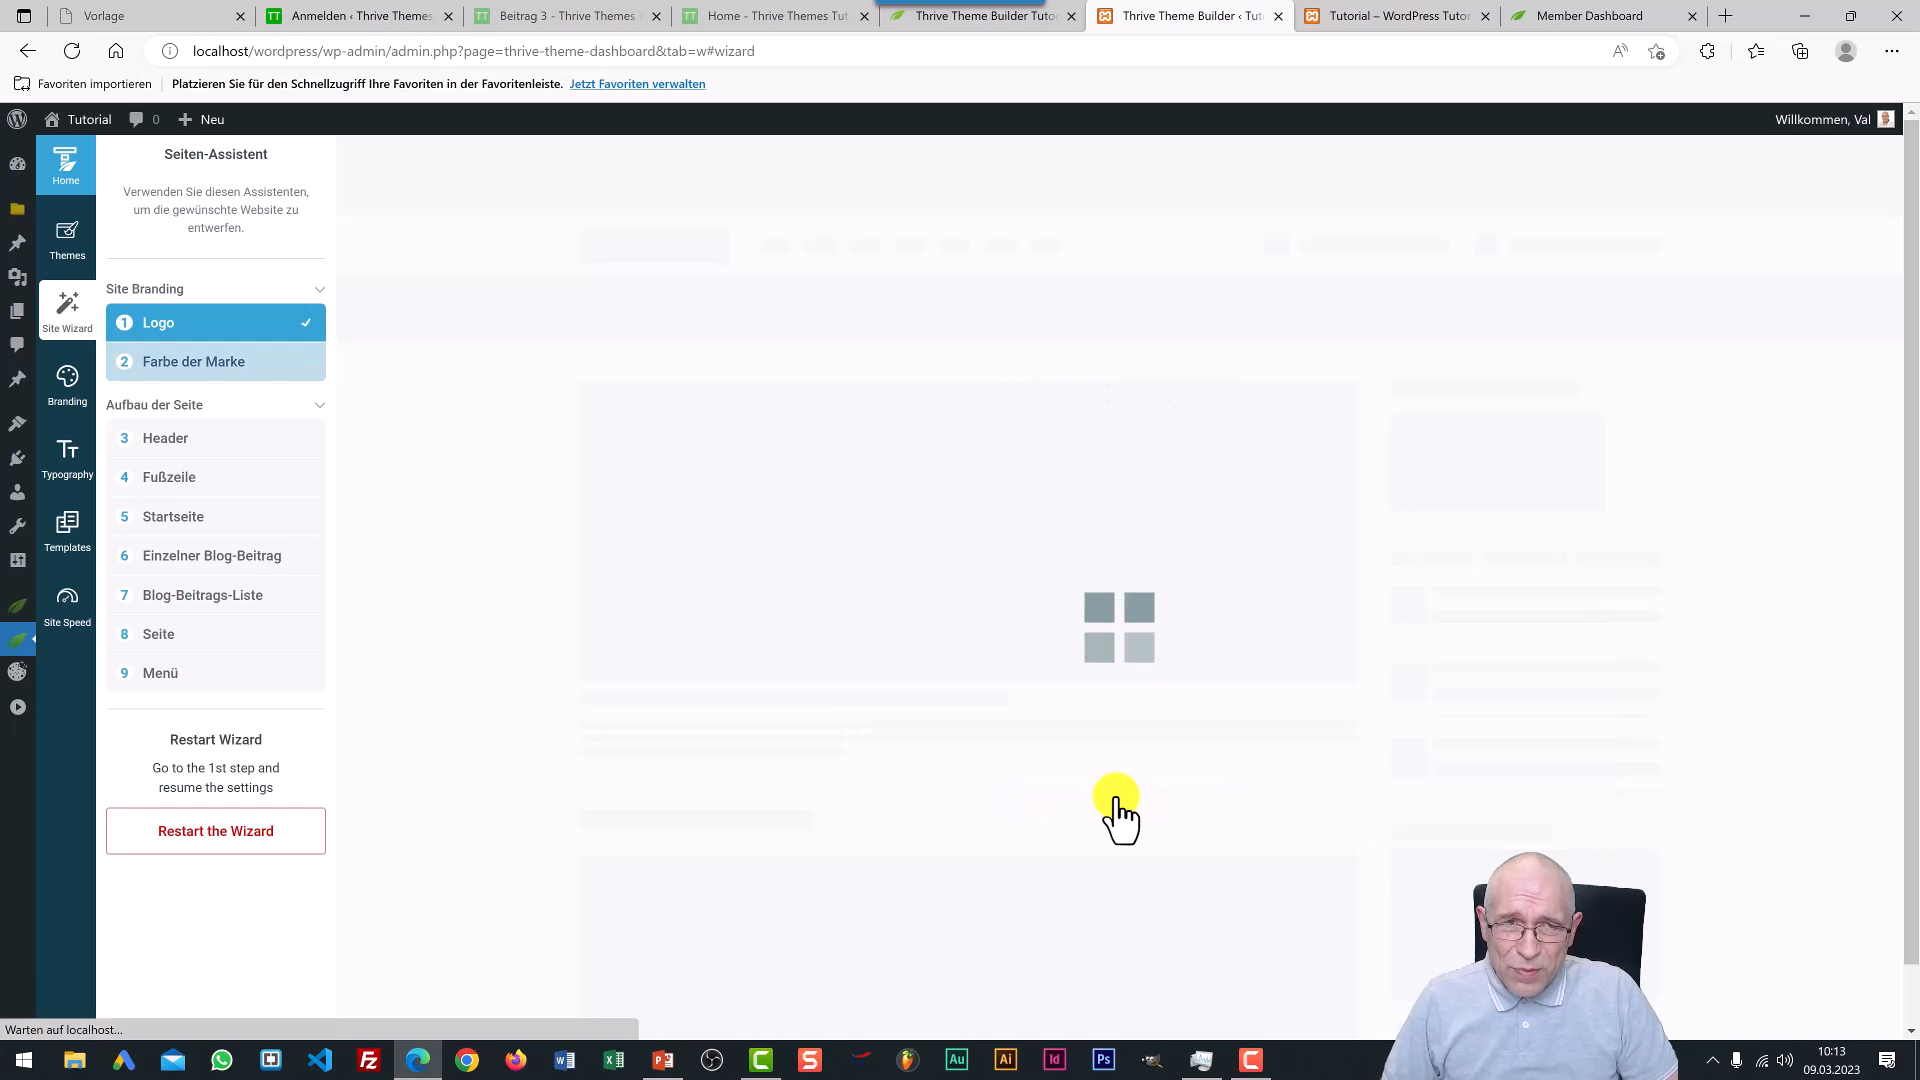 Vorlage
Anmelden ‹ Thrive Themes
Beitrag 3 - Thrive Themes
Home - Thrive Themes Tut
Thrive Theme Builder Tuto
Thrive Theme Builder ‹ Tut
Tutorial – WordPress Tutor
Member Dashboard
localhost/wordpress/wp-admin/admin.php?page=thrive-theme-dashboard&tab=w#wizard
Favoriten importieren
Platzieren Sie für den Schnellzugriff Ihre Favoriten in der Favoritenleiste. Jetzt Favoriten verwalten
Tutorial
0
Neu
Willkommen, Val
Home
Themes
Site Wizard
Branding
Typography
Templates
Site Speed
Seiten-Assistent
Verwenden Sie diesen Assistenten,
um die gewünschte Website zu
entwerfen.
Site Branding
1 Logo
2 Farbe der Marke
Aufbau der Seite
3 Header
4 Fußzeile
5 Startseite
6 Einzelner Blog-Beitrag
7 Blog-Beitrags-Liste
8 Seite
9 Menü
Restart Wizard
Go to the 1st step and
resume the settings
Restart the Wizard
Warten auf localhost...
10:13
09.03.2023